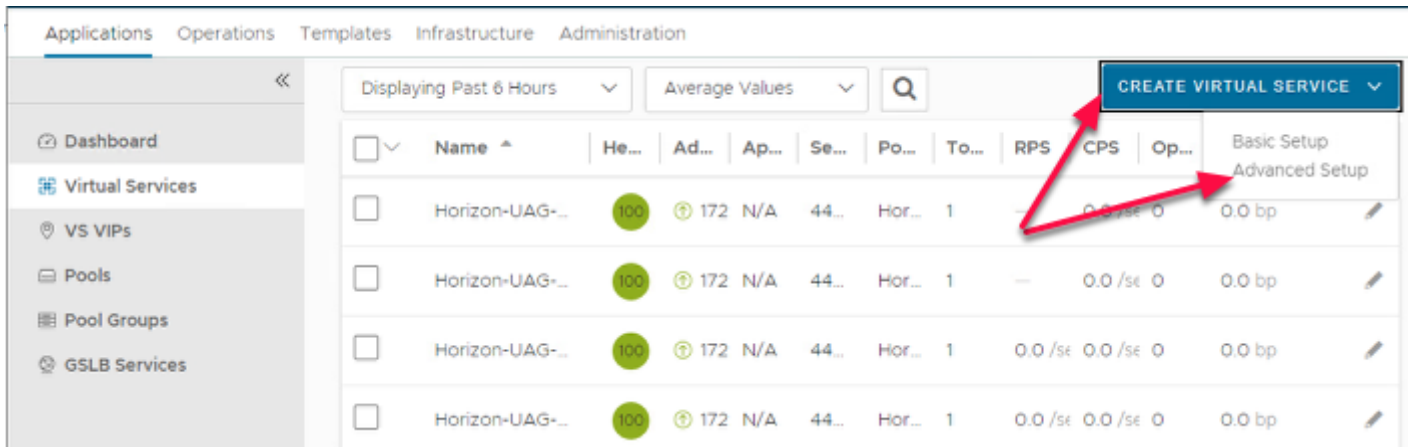 Applications Operations Templates Infrastructure Administration
Displaying Past 6 Hours Average Values CREATE VIRTUAL SERVICE
Basic Setup
Advanced Setup
Dashboard
Virtual Services
VS VIPs
Pools
Pool Groups
GSLB Services
Name He... Ad... Ap... Se... Po... To... RPS CPS Op...
Horizon-UAG-... 100 172 N/A 44... Hor... 1 — 0.0 /se 0 0.0 bp
Horizon-UAG-... 100 172 N/A 44... Hor... 1 — 0.0 /se 0 0.0 bp
Horizon-UAG-... 100 172 N/A 44... Hor... 1 0.0 /se 0.0 /se 0 0.0 bp
Horizon-UAG-... 100 172 N/A 44... Hor... 1 0.0 /se 0.0 /se 0 0.0 bp